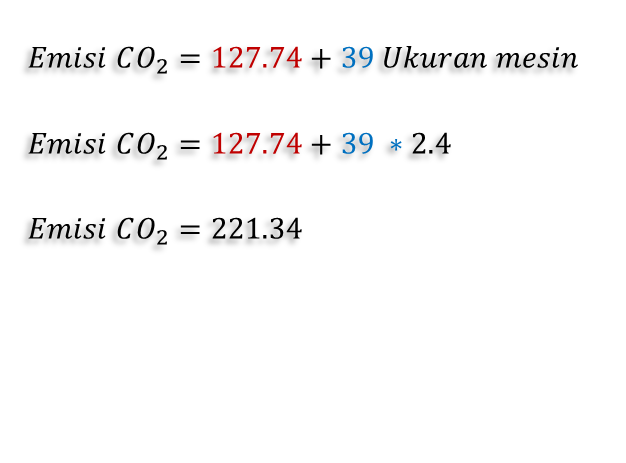 Emisi CO₂ = 127.74 + 39 Ukuran mesin
Emisi CO₂ = 127.74 + 39 * 2.4
Emisi CO₂ = 221.34